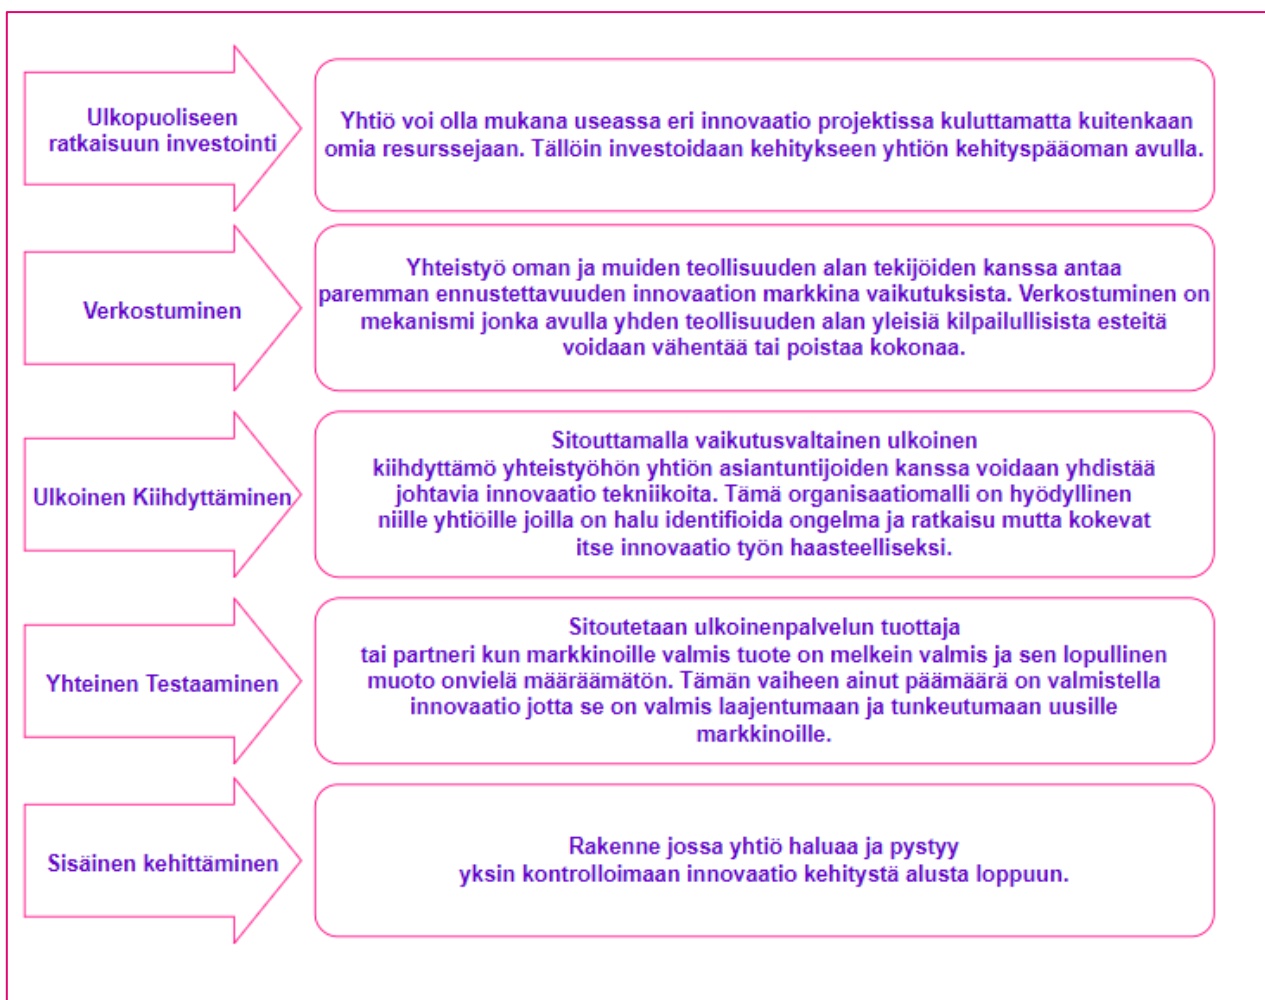 Ulkopuoliseen
ratkaisuun investointi
Yhtiö voi olla mukana useassa eri innovaatio projektissa kuluttamatta kuitenkaan
omia resurssejaan. Tällöin investoidaan kehitykseen yhtiön kehityspääoman avulla.
Verkostuminen
Yhteistyö oman ja muiden teollisuuden alan tekijöiden kanssa antaa
paremman ennustettavuuden innovaation markkina vaikutuksista. Verkostuminen on
mekanismi jonka avulla yhden teollisuuden alan yleisiä kilpailullisista esteitä
voidaan vähentää tai poistaa kokonaa.
Ulkoinen Kiihdyttäminen
Sitouttamalla vaikutusvaltainen ulkoinen
kiihdyttämö yhteistyöhön yhtiön asiantuntijoiden kanssa voidaan yhdistää
johtavia innovaatio tekniikoita. Tämä organisaatiomalli on hyödyllinen
niille yhtiöille joilla on halu identifioida ongelma ja ratkaisu mutta kokevat
itse innovaatio työn haasteelliseksi.
Yhteinen Testaaminen
Sitoutetaan ulkoinenpalvelun tuottaja
tai partneri kun markkinoille valmis tuote on melkein valmis ja sen lopullinen
muoto onvielä määräämätön. Tämän vaiheen ainut päämäärä on valmistella
innovaatio jotta se on valmis laajentumaan ja tunkeutumaan uusille
markkinoille.
Sisäinen kehittäminen
Rakenne jossa yhtiö haluaa ja pystyy
yksin kontrolloimaan innovaatio kehitystä alusta loppuun.